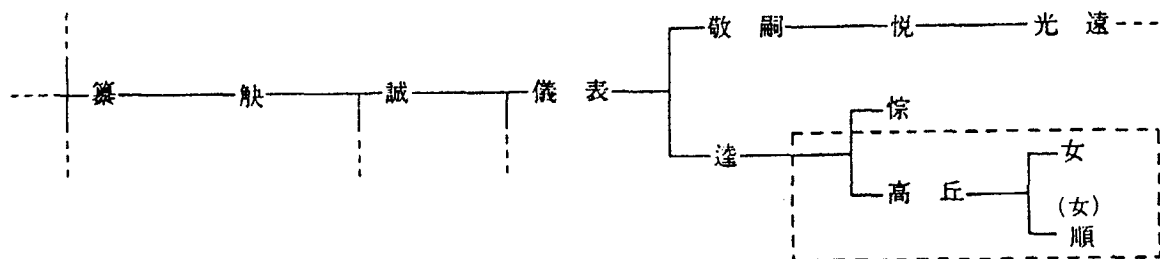 敬嗣 悦 光遠
纂 觖 誠 儀表
悰
逵 女
高丘
(女)
順